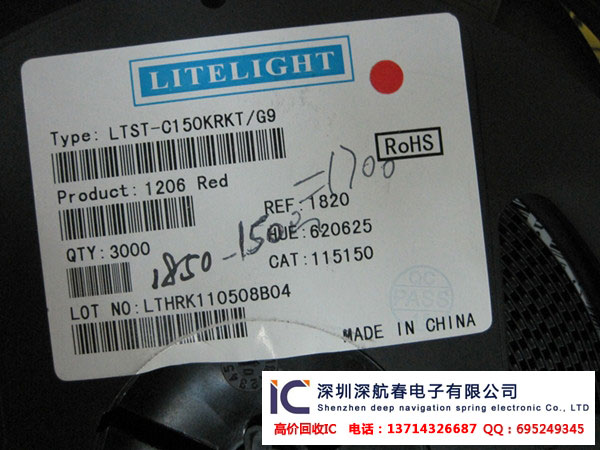 LITELIGHT
Type: LTST-C150KRKT/G9
RoHS
Product: 1206 Red
=1700
REF: 1820
QTY: 3000
1850-1500
HUE: 620625
CAT: 115150
LOT NO: LTHRK110508B04
QC
PASS
MADE IN CHINA
IC 深圳深航春电子有限公司
Shenzhen deep navigation spring electronic Co., LTD
高价回收IC 电话：13714326687 QQ：695249345